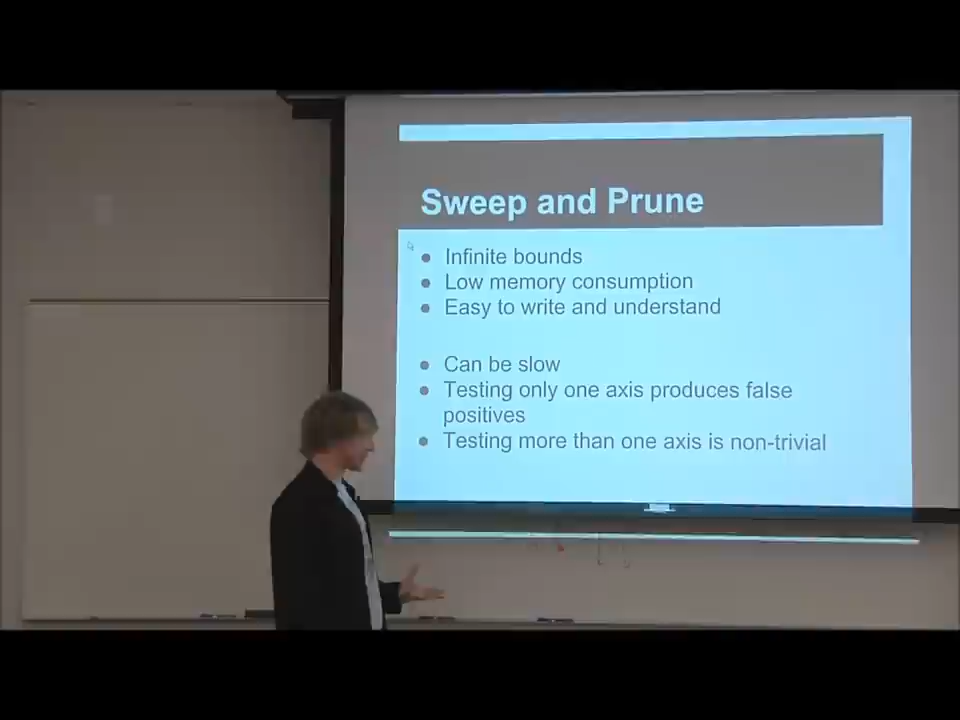 Sweep and Prune
● Infinite bounds
● Low memory consumption
● Easy to write and understand
● Can be slow
● Testing only one axis produces false
positives
● Testing more than one axis is non-trivial